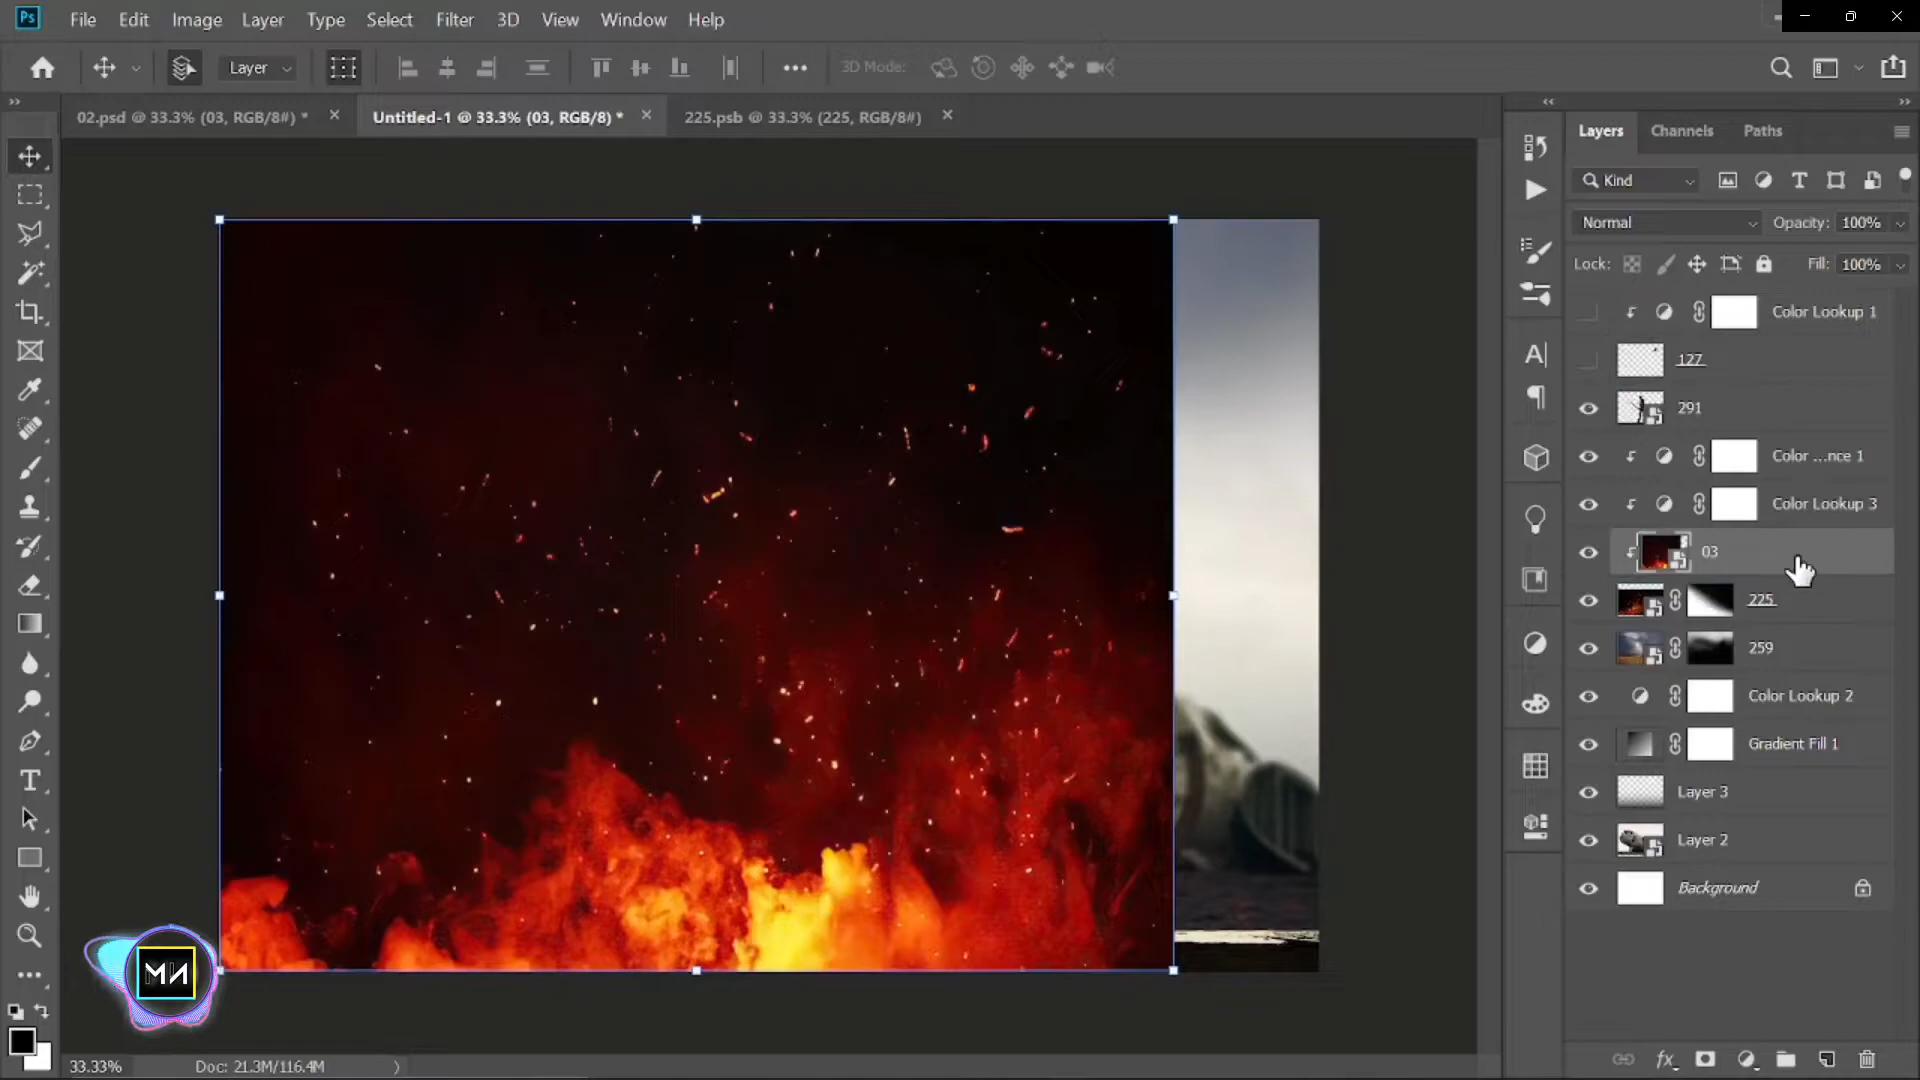 Ps File Edit Image Layer Type Select Filter 3D View Window Help
Layer 3D Mode:
02.psd @ 33.3% (03, RGB/8#) * Untitled-1 @ 33.3% (03, RGB/8) * 225.psb @ 33.3% (225, RGB/8#)
Layers Channels Paths
Kind
Normal Opacity: 100%
Lock: Fill: 100%
Color Lookup 1
127
291
Color ...nce 1
Color Lookup 3
03
225
259
Color Lookup 2
Gradient Fill 1
Layer 3
Layer 2
Background
33.33% Doc: 21.3M/116.4M